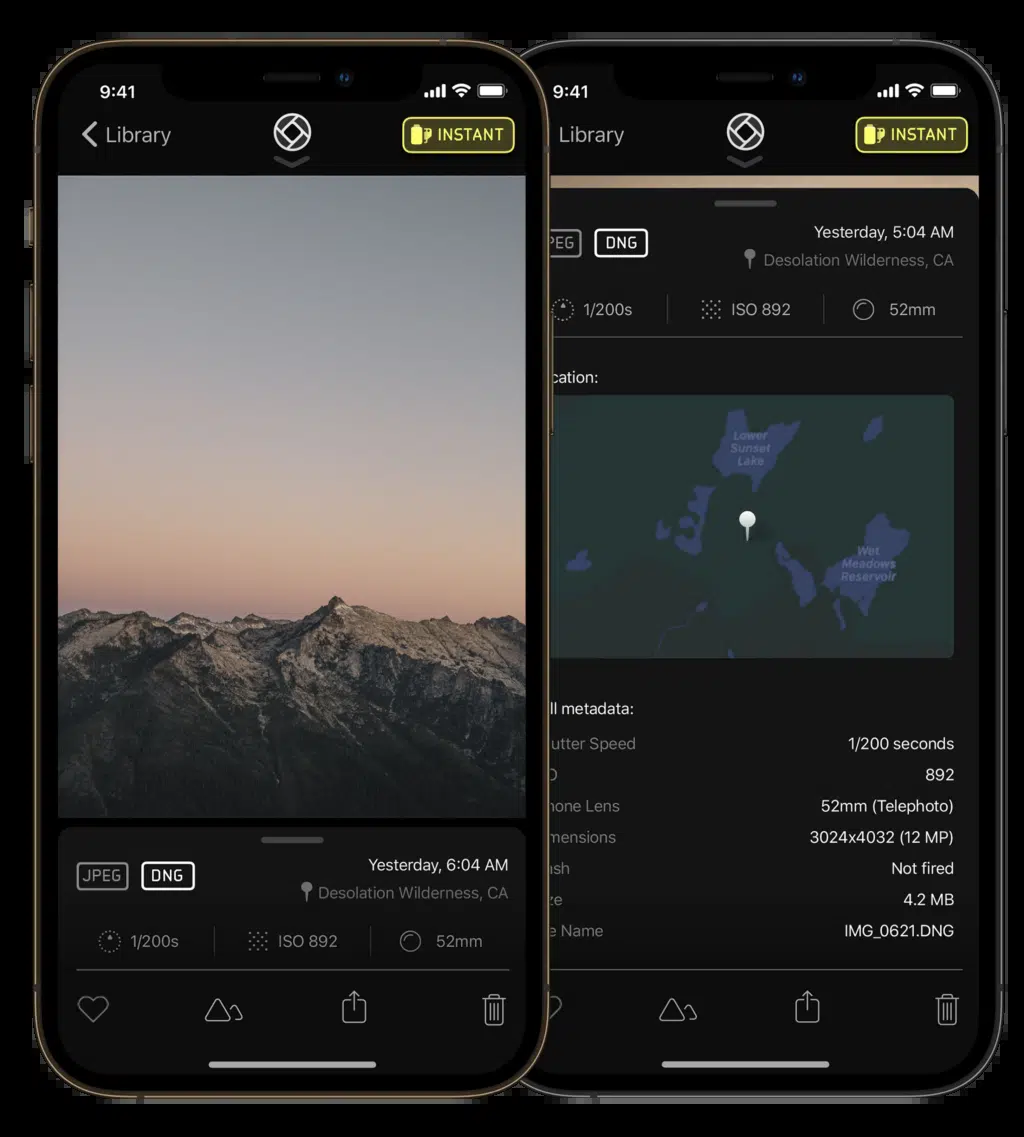 9:41
Library
INSTANT
JPEG DNG
Yesterday, 6:04 AM
Desolation Wilderness, CA
1/200s ISO 892 52mm
9:41
Library
INSTANT
PEG DNG
Yesterday, 5:04 AM
Desolation Wilderness, CA
1/200s ISO 892 52mm
cation:
Lower
Sunset
Lake
Wet
Meadows
Reservoir
ll metadata:
utter Speed 1/200 seconds
892
hone Lens 52mm (Telephoto)
mensions 3024x4032 (12 MP)
sh Not fired
ze 4.2 MB
e Name IMG_0621.DNG